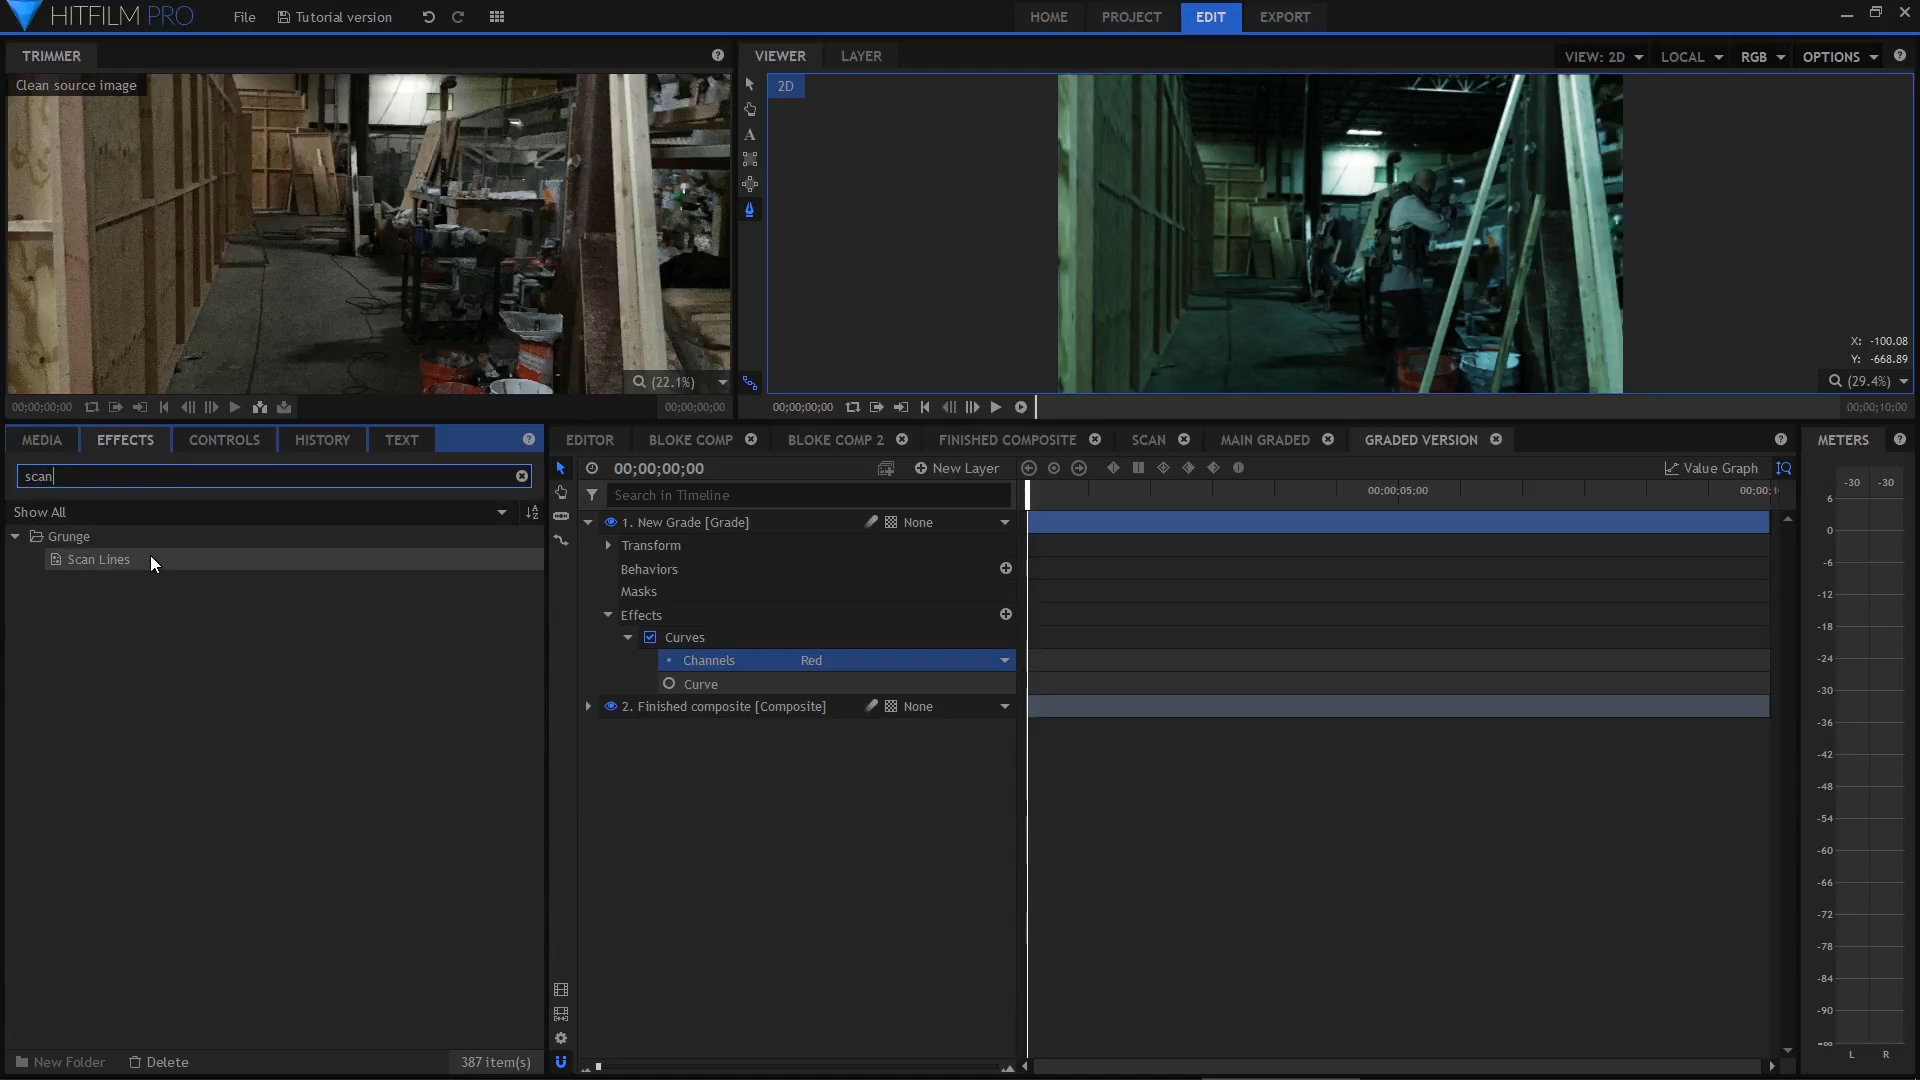 HITFILM PRO
File
Tutorial version
HOME
PROJECT
EDIT
EXPORT
TRIMMER
VIEWER
LAYER
VIEW: 2D
LOCAL
RGB
OPTIONS
Clean source image
2D
X: -100.08
Y: -668.89
(22.1%)
(29.4%)
00;00;00;00
00;00;00;00
00;00;00;00
00;00;10;00
MEDIA
EFFECTS
CONTROLS
HISTORY
TEXT
scan
Show All
Grunge
Scan Lines
New Folder
Delete
387 item(s)
EDITOR
BLOKE COMP
BLOKE COMP 2
FINISHED COMPOSITE
SCAN
MAIN GRADED
GRADED VERSION
00;00;00;00
New Layer
Value Graph
Search in Timeline
00;00;05;00
1. New Grade [Grade]
None
Transform
Behaviors
Masks
Effects
Curves
Channels Red
Curve
2. Finished composite [Composite]
None
METERS
-30 -30
6
0
-6
-12
-18
-24
-30
-36
-42
-48
-54
-60
-66
-72
-78
-84
-90
-∞
L R